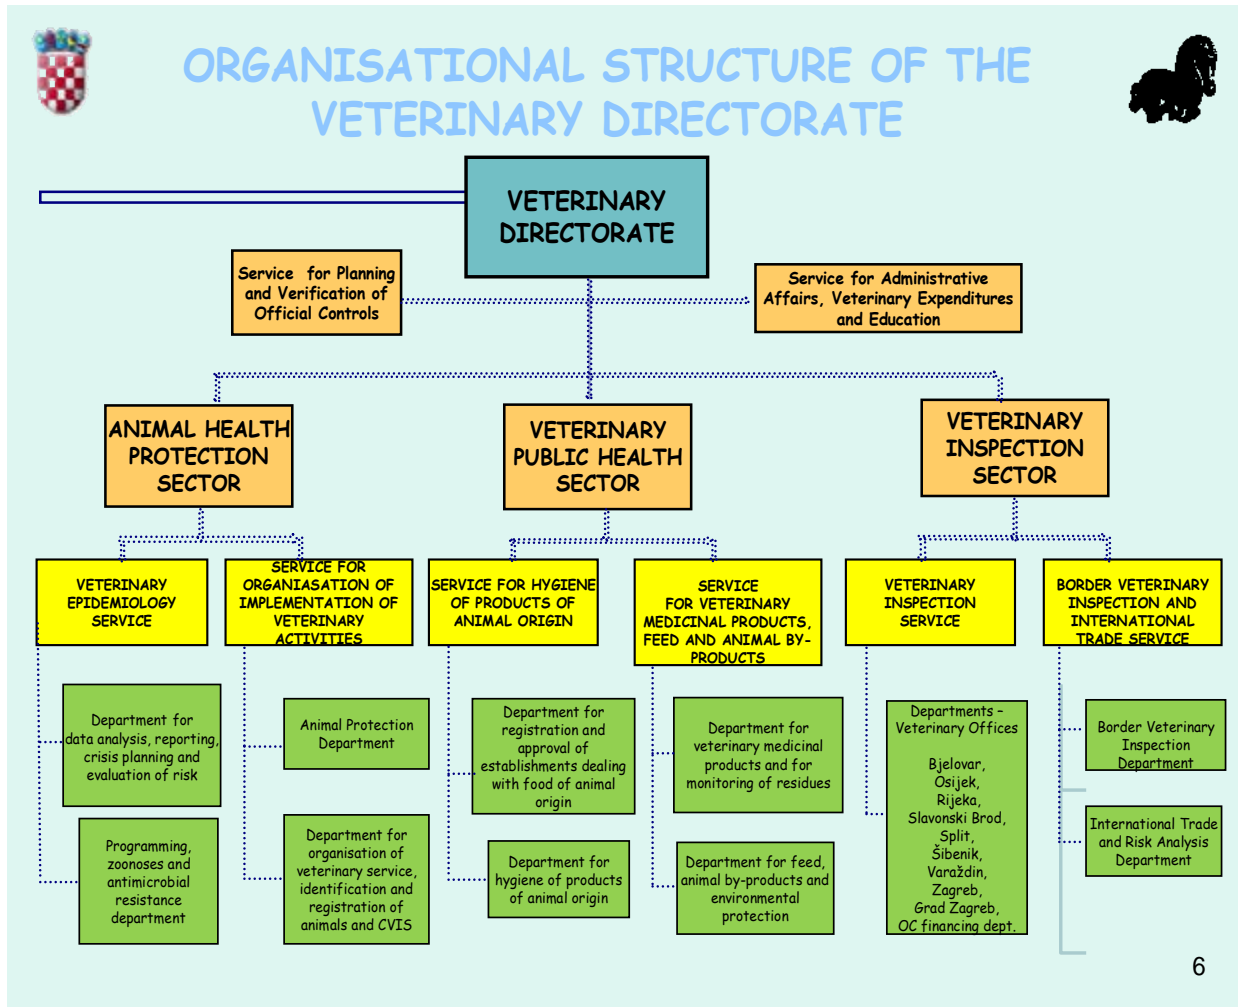 ORGANISATIONAL STRUCTURE OF THE
VETERINARY DIRECTORATE
VETERINARY
DIRECTORATE
Service for Planning
and Verification of
Official Controls
Service for Administrative
Affairs, Veterinary Expenditures
and Education
ANIMAL HEALTH
PROTECTION
SECTOR
VETERINARY
PUBLIC HEALTH
SECTOR
VETERINARY
INSPECTION
SECTOR
VETERINARY
EPIDEMIOLOGY
SERVICE
SERVICE FOR
ORGANIASATION OF
IMPLEMENTATION OF
VETERINARY
ACTIVITIES
SERVICE FOR HYGIENE
OF PRODUCTS OF
ANIMAL ORIGIN
SERVICE
FOR VETERINARY
MEDICINAL PRODUCTS,
FEED AND ANIMAL BY-
PRODUCTS
VETERINARY
INSPECTION
SERVICE
BORDER VETERINARY
INSPECTION AND
INTERNATIONAL
TRADE SERVICE
Department for
data analysis, reporting,
crisis planning and
evaluation of risk
Animal Protection
Department
Department for
registration and
approval of
establishments dealing
with food of animal
origin
Department for
veterinary medicinal
products and for
monitoring of residues
Departments –
Veterinary Offices
Bjelovar,
Osijek,
Rijeka,
Slavonski Brod,
Split,
Šibenik,
Varaždin,
Zagreb,
Grad Zagreb,
OC financing dept.
Border Veterinary
Inspection
Department
Programming,
zoonoses and
antimicrobial
resistance
department
Department for
organisation of
veterinary service,
identification and
registration of
animals and CVIS
Department for
hygiene of products
of animal origin
Department for feed,
animal by-products and
environmental
protection
International Trade
and Risk Analysis
Department
6